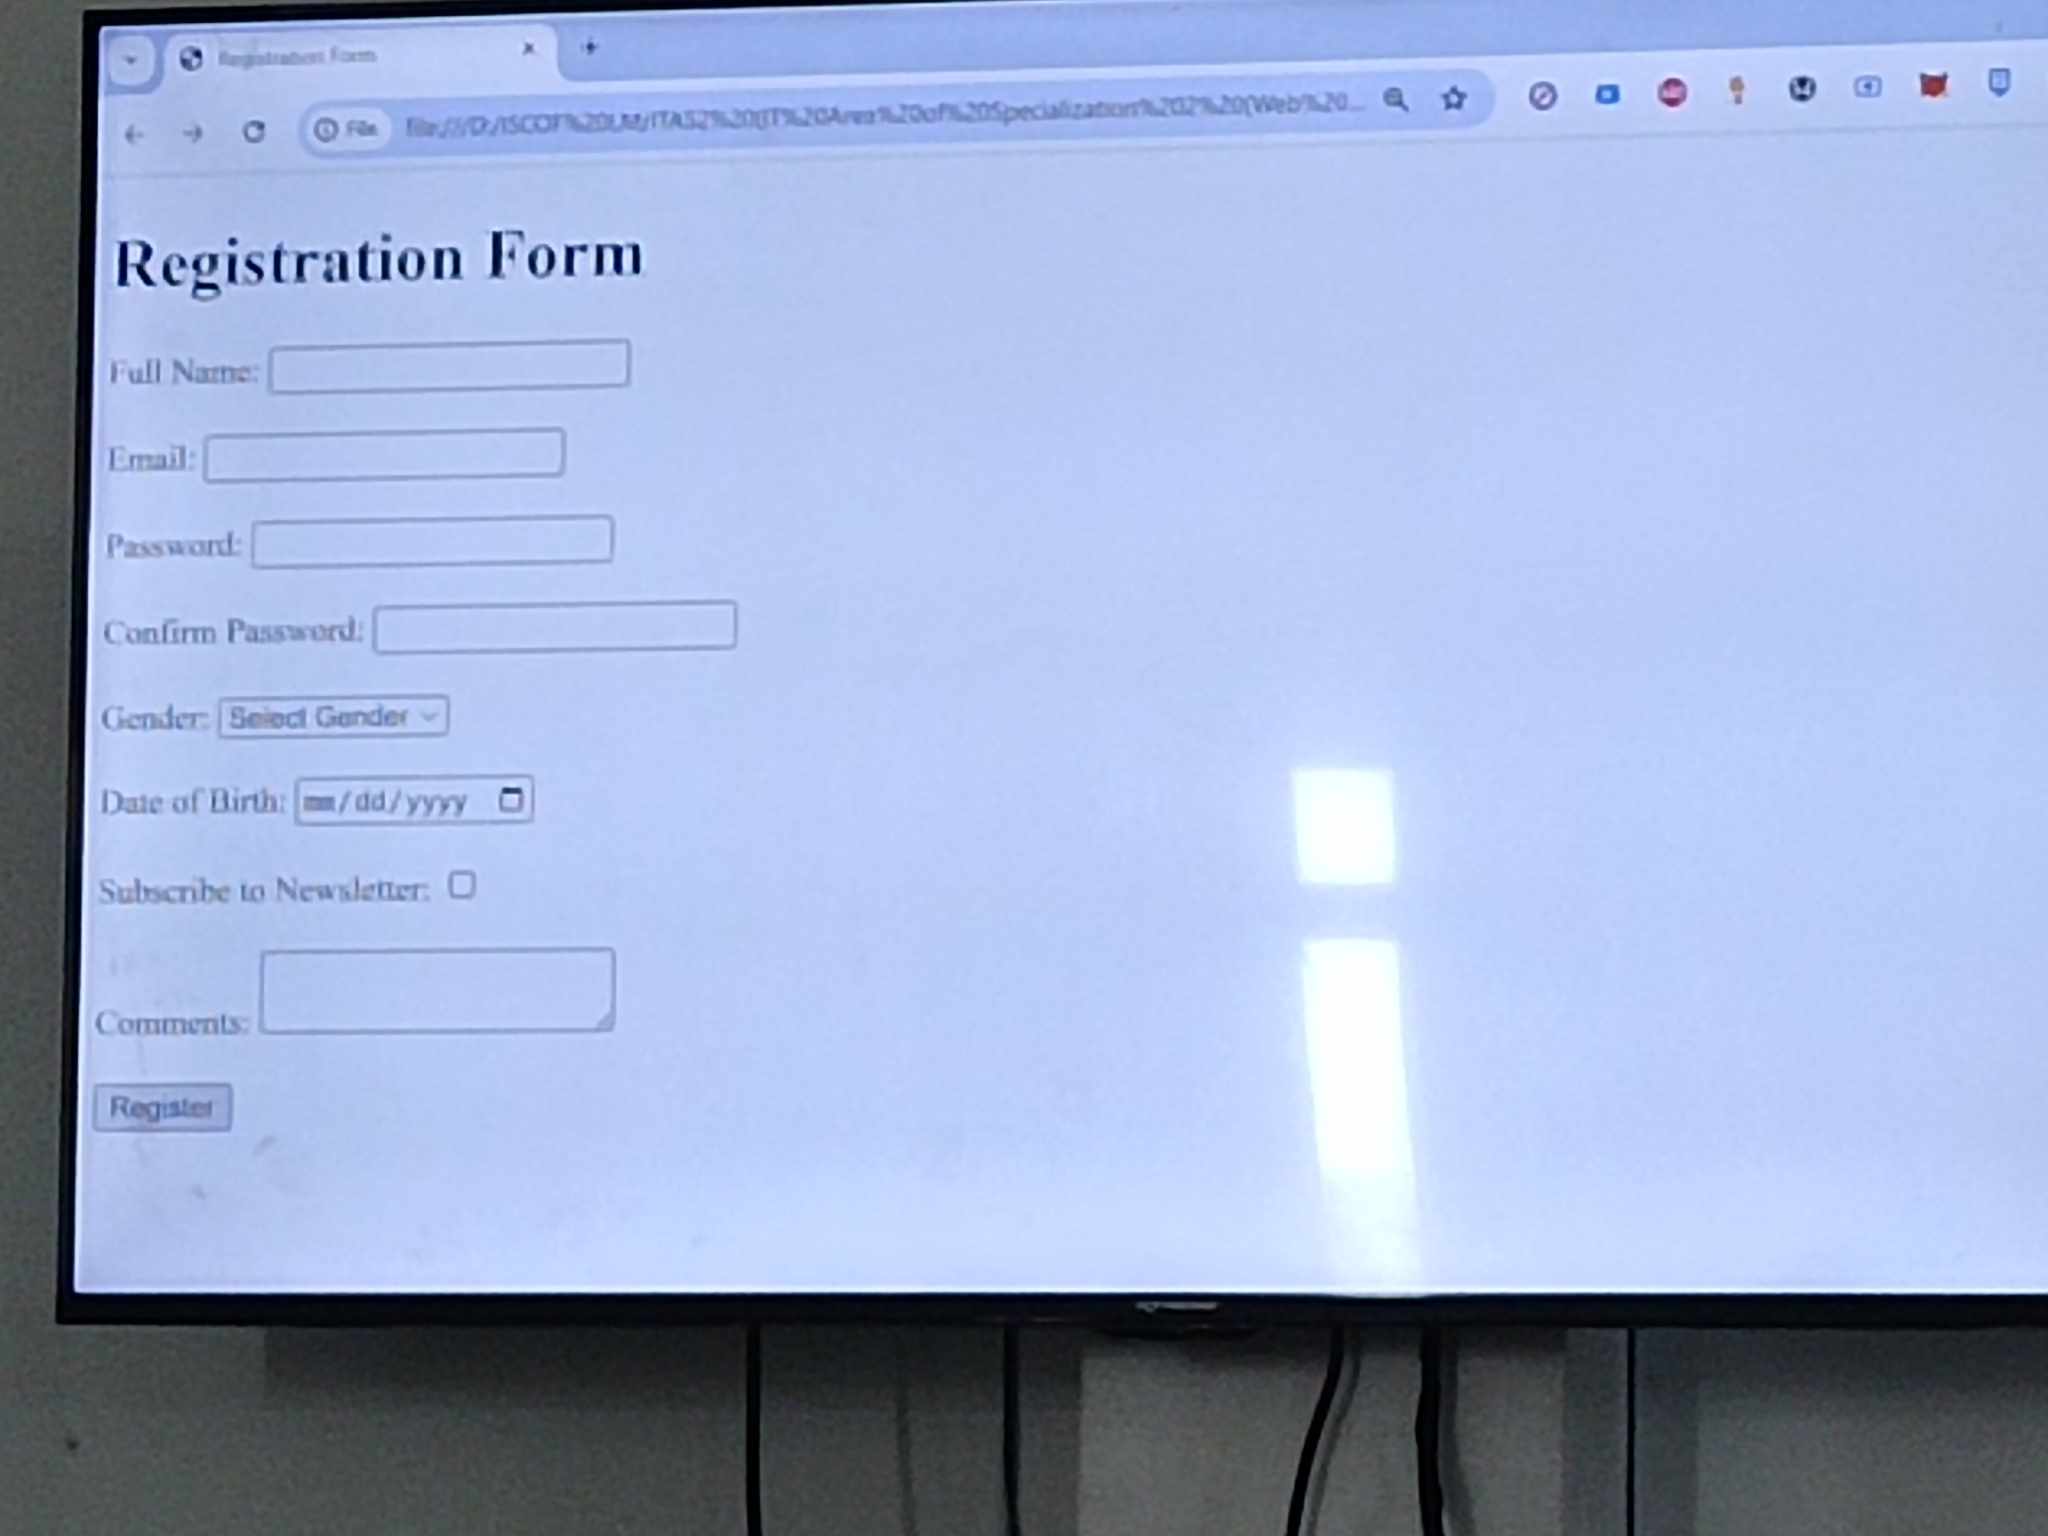 Registration Form
File file:///D:/ISCOF%20LM/ITAS2%20(IT%20Area%20of%20Specialization%202%20(Web%20...
Registration Form
Full Name:
Email:
Password:
Confirm Password:
Gender: Select Gender
Date of Birth: mm/dd/yyyy
Subscribe to Newsletter:
Comments:
Register